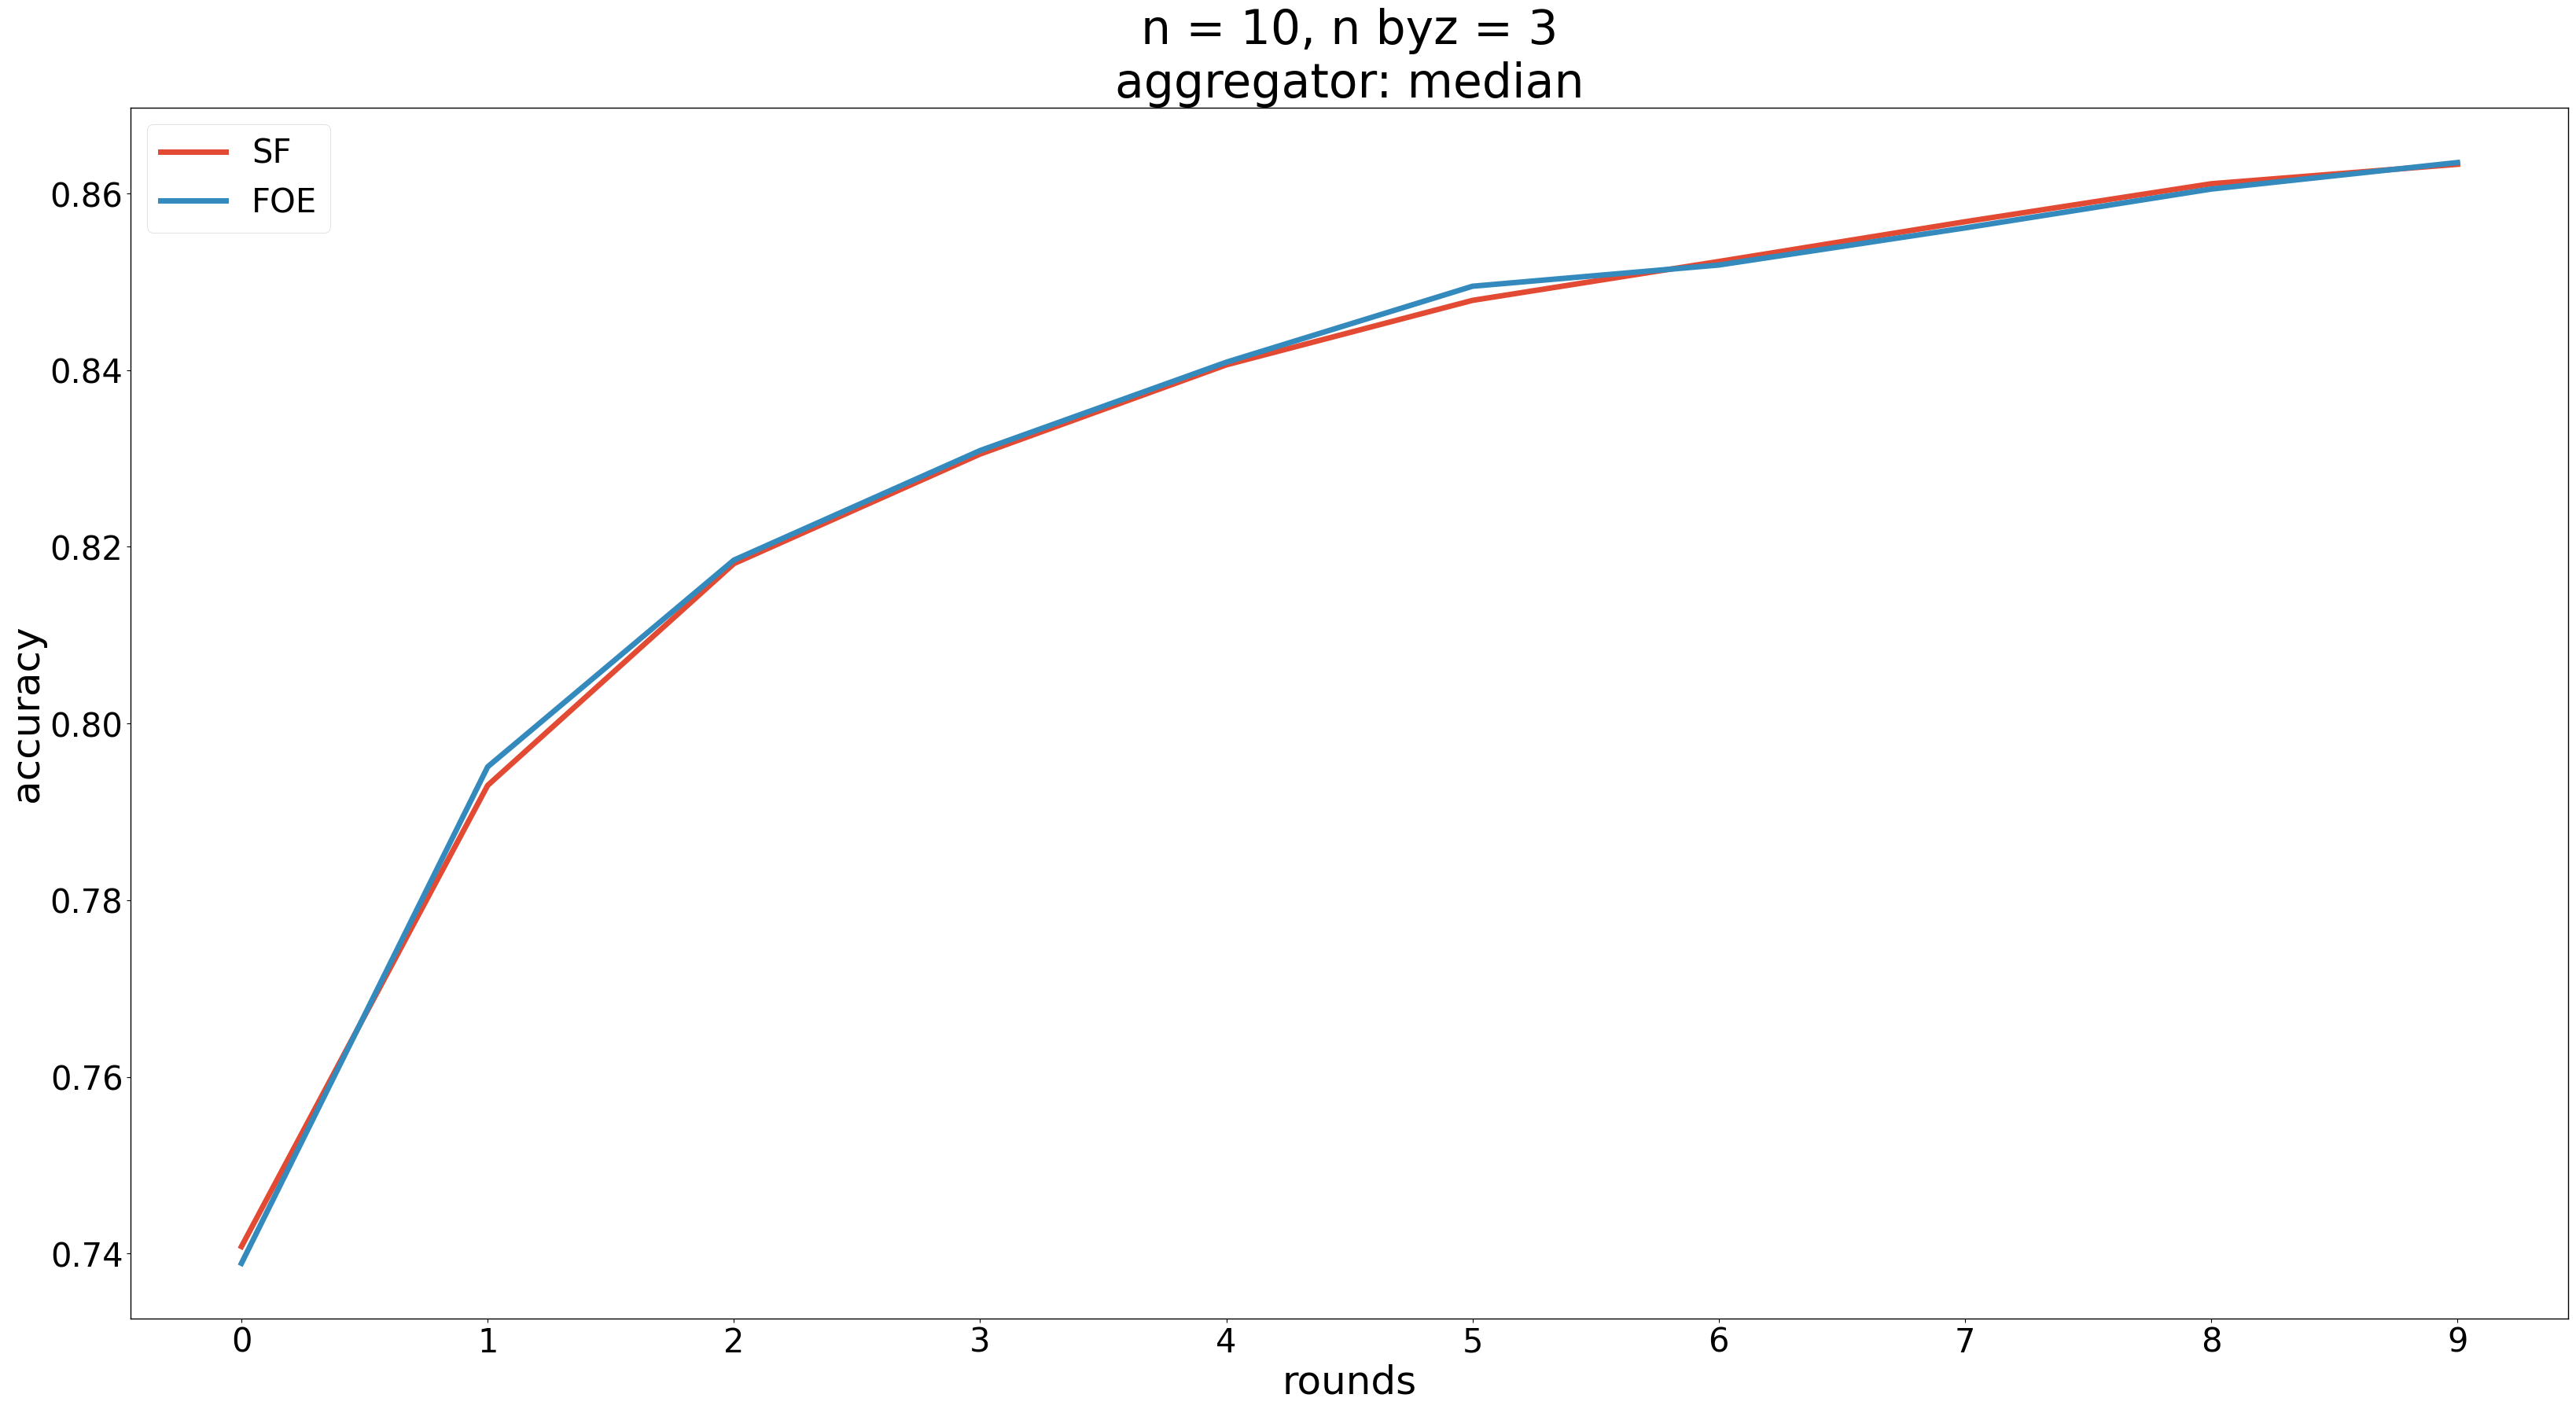 n = 10, n byz = 3
aggregator: median
SF
FOE
0.86
0.84
0.82
0.80
0.78
0.76
0.74
accuracy
0 1 2 3 4 5 6 7 8 9
rounds